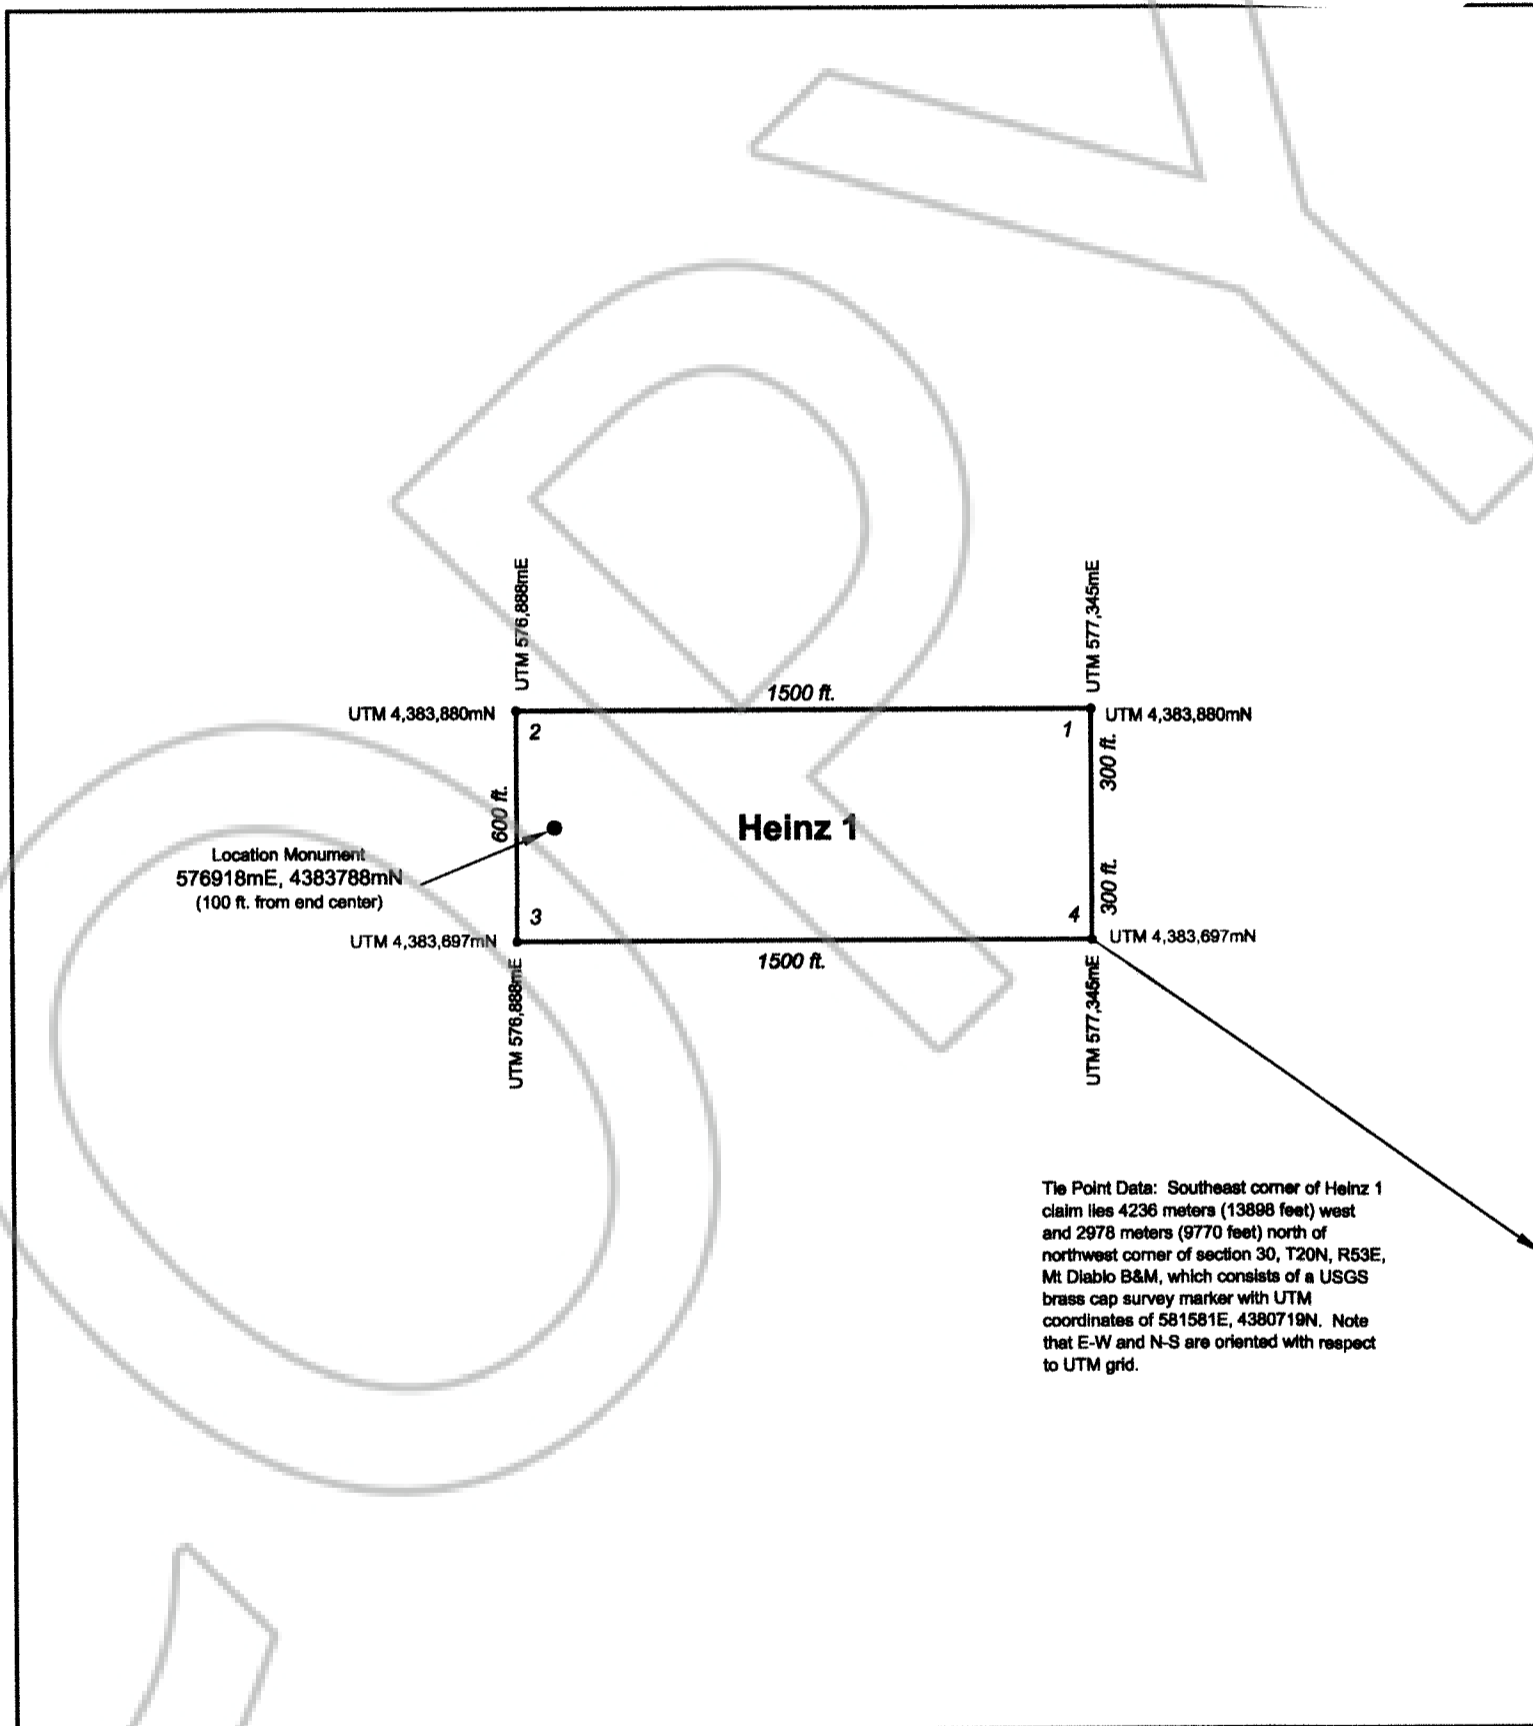 UTM 576,888mE
UTM 577,345mE
1500 ft.
UTM 4,383,880mN
UTM 4,383,880mN
2
1
300 ft.
600 ft.
Heinz 1
Location Monument
576918mE, 4383788mN
(100 ft. from end center)
300 ft.
3
4
UTM 4,383,697mN
UTM 4,383,697mN
1500 ft.
UTM 576,888mE
UTM 577,345mE
Tie Point Data: Southeast corner of Heinz 1
claim lies 4236 meters (13898 feet) west
and 2978 meters (9770 feet) north of
northwest corner of section 30, T20N, R53E,
Mt Diablo B&M, which consists of a USGS
brass cap survey marker with UTM
coordinates of 581581E, 4380719N. Note
that E-W and N-S are oriented with respect
to UTM grid.
COPY